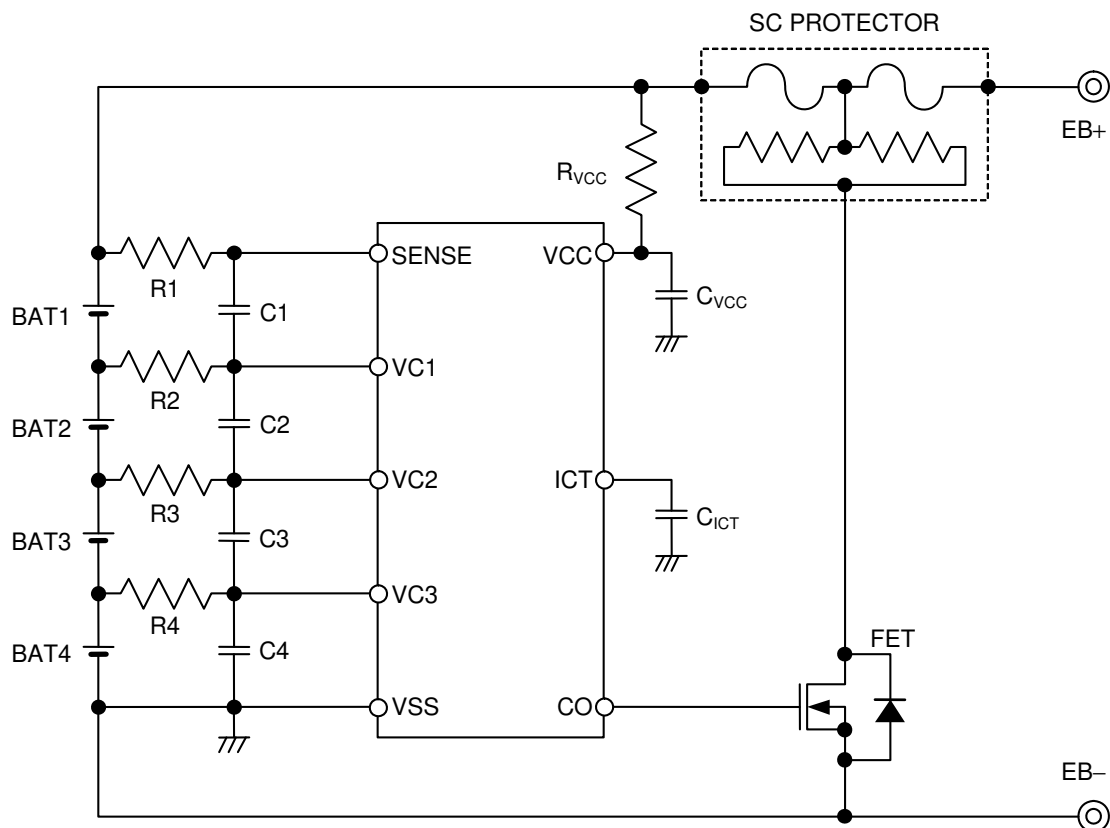 SC PROTECTOR
EB+
RVCC
SENSE
VCC
R1
C1
CVCC
BAT1
VC1
R2
C2
BAT2
VC2
ICT
R3
C3
CICT
BAT3
VC3
R4
C4
BAT4
FET
VSS
CO
EB−